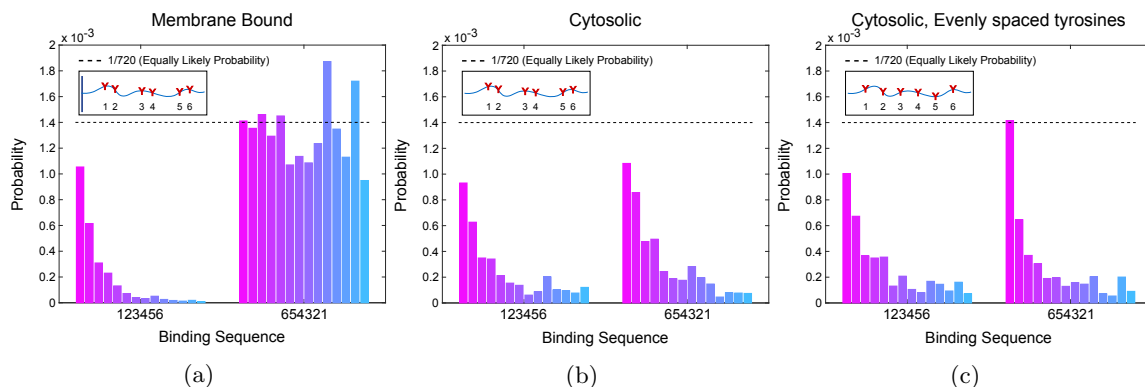 Membrane Bound
x 10⁻³
2
1.8
1.6
1.4
1.2
1.0
0.8
0.6
0.4
0.2
0
Probability
1/720 (Equally Likely Probability)
1 2 3 4 5 6
123456 654321
Binding Sequence
(a)
Cytosolic
x 10⁻³
2
1.8
1.6
1.4
1.2
1.0
0.8
0.6
0.4
0.2
0
Probability
1/720 (Equally Likely Probability)
1 2 3 4 5 6
123456 654321
Binding Sequence
(b)
Cytosolic, Evenly spaced tyrosines
x 10⁻³
2
1.8
1.6
1.4
1.2
1.0
0.8
0.6
0.4
0.2
0
Probability
1/720 (Equally Likely Probability)
1 2 3 4 5 6
123456 654321
Binding Sequence
(c)